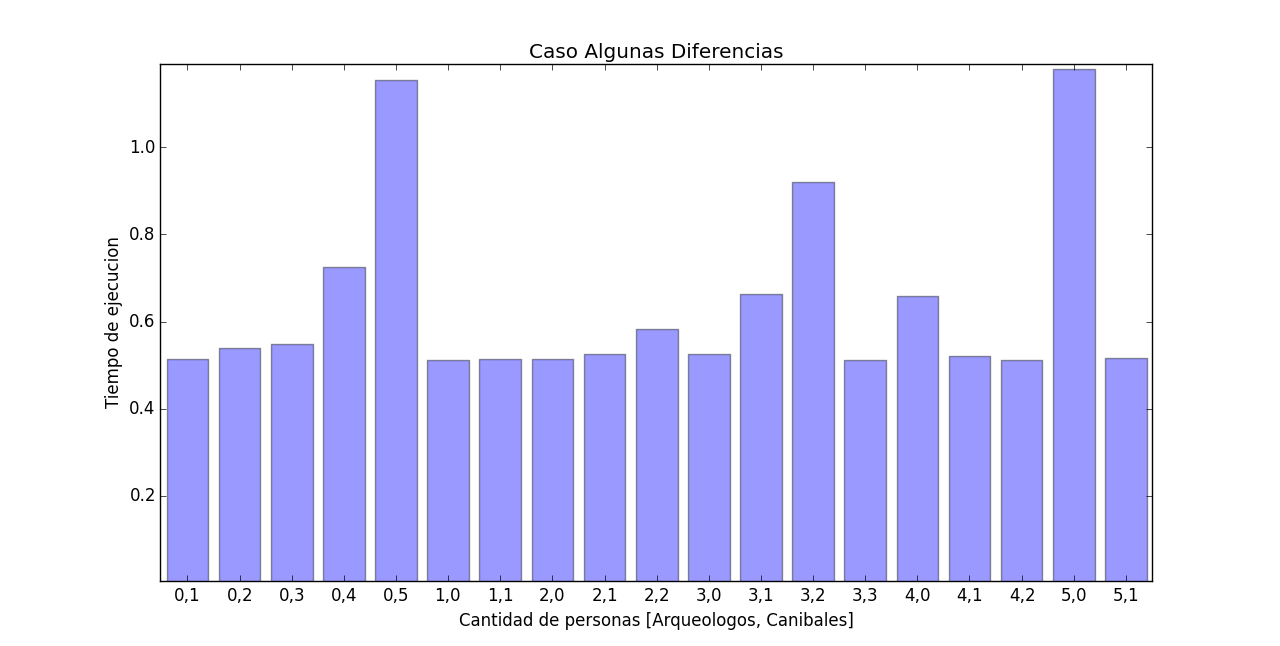 Caso Algunas Diferencias
Tiempo de ejecucion
1.0
0.8
0.6
0.4
0.2
0,1 0,2 0,3 0,4 0,5 1,0 1,1 2,0 2,1 2,2 3,0 3,1 3,2 3,3 4,0 4,1 4,2 5,0 5,1
Cantidad de personas [Arqueologos, Canibales]